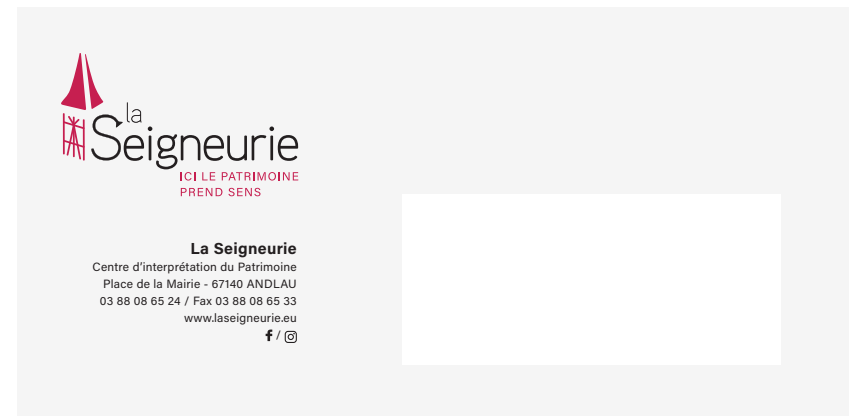 la
Seigneurie
ICI LE PATRIMOINE
PREND SENS
La Seigneurie
Centre d'interprétation du Patrimoine
Place de la Mairie - 67140 ANDLAU
03 88 08 65 24 / Fax 03 88 08 65 33
www.laseigneurie.eu
f /